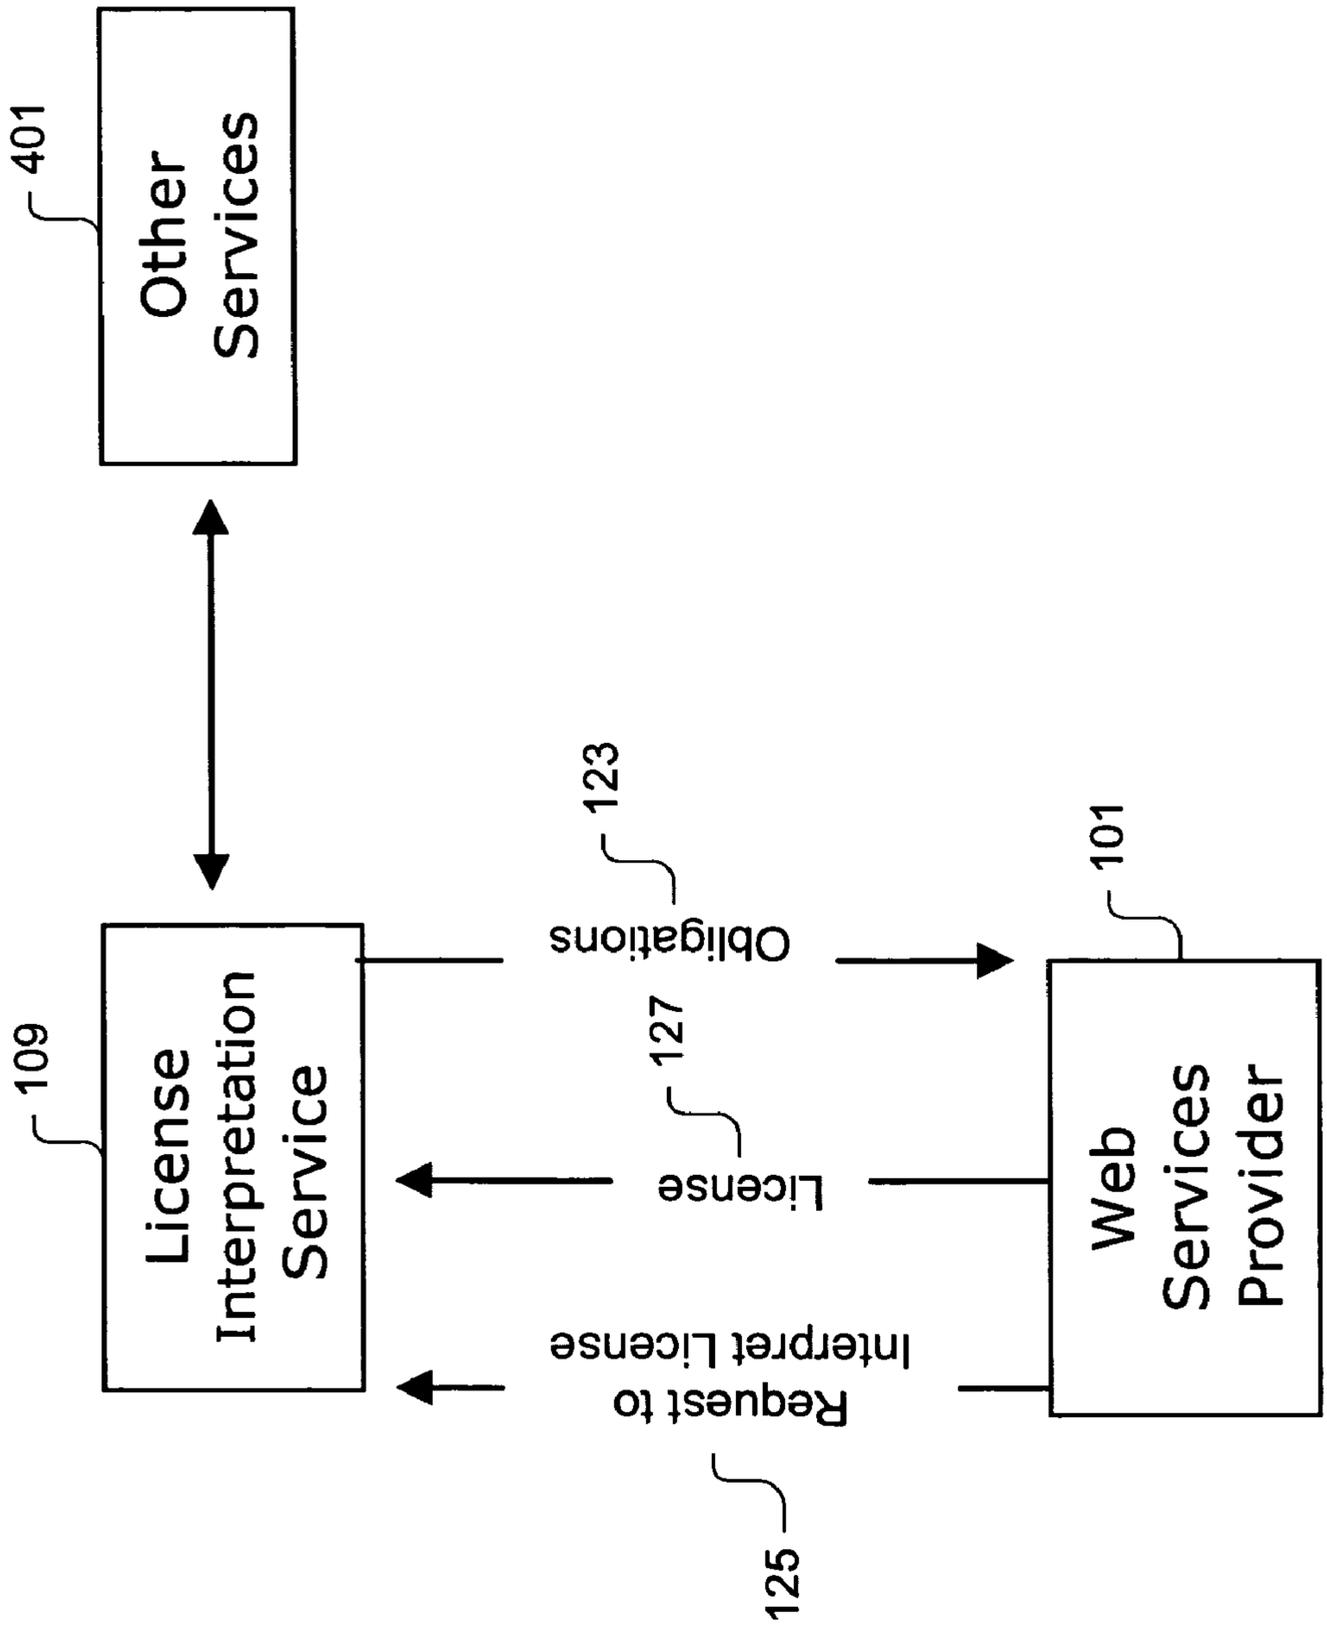 109
License
Interpretation
Service
401
Other
Services
125
Request to
Interpret License
127
License
123
Obligations
101
Web
Services
Provider